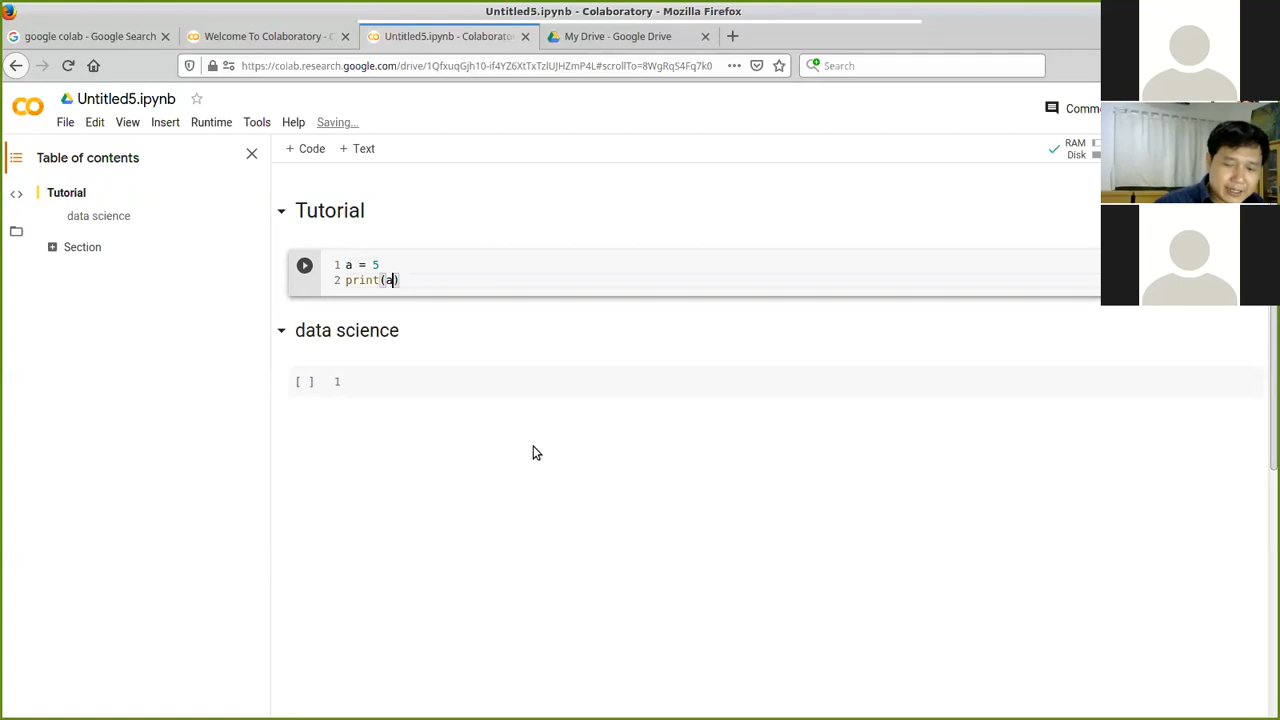 Untitled5.ipynb - Colaboratory - Mozilla Firefox
google colab - Google Search
Welcome To Colaboratory - C
Untitled5.ipynb - Colaborator
My Drive - Google Drive
https://colab.research.google.com/drive/1QfxuqGjh10-if4YZ6XtTxTzlUJHZmP4L#scrollTo=8WgRqS4Fq7k0
Search
Untitled5.ipynb
Comme
File Edit View Insert Runtime Tools Help Saving...
+ Code + Text
RAM
Disk
Table of contents
Tutorial
data science
Section
Tutorial
1 a = 5
2 print(a)
data science
[ ] 1